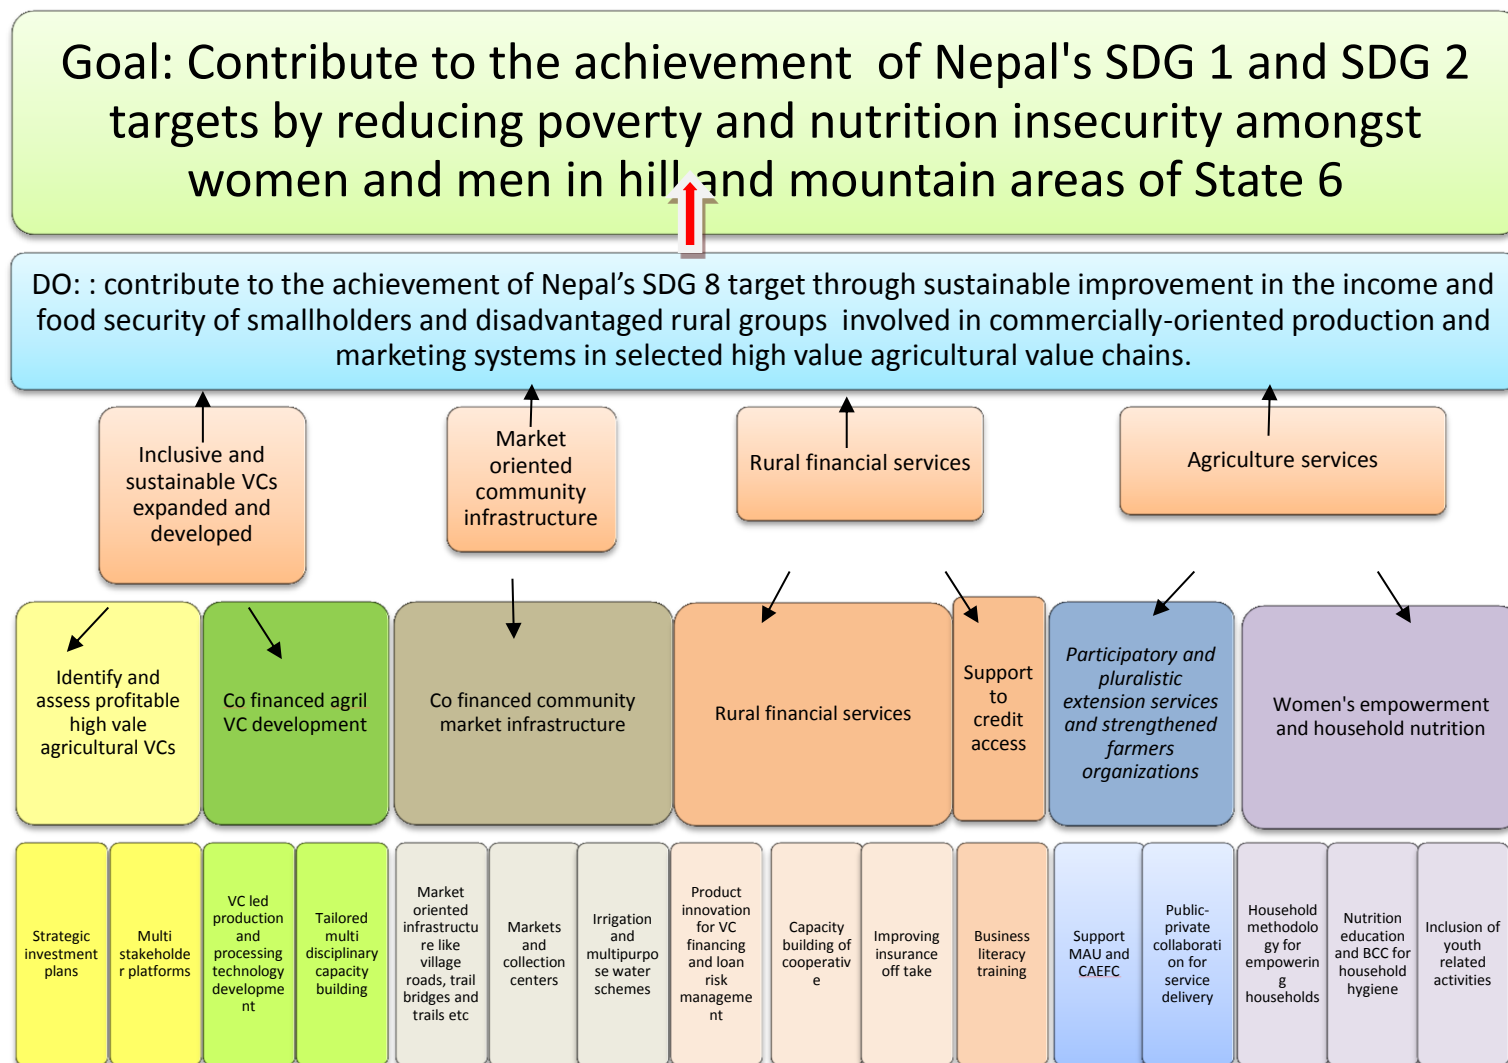 Goal: Contribute to the achievement of Nepal's SDG 1 and SDG 2
targets by reducing poverty and nutrition insecurity amongst
women and men in hill and mountain areas of State 6
DO: : contribute to the achievement of Nepal’s SDG 8 target through sustainable improvement in the income and
food security of smallholders and disadvantaged rural groups involved in commercially-oriented production and
marketing systems in selected high value agricultural value chains.
Inclusive and
sustainable VCs
expanded and
developed
Market
oriented
community
infrastructure
Rural financial services
Agriculture services
Identify and
assess profitable
high vale
agricultural VCs
Co financed agril
VC development
Co financed community
market infrastructure
Rural financial services
Support
to
credit
access
Participatory and
pluralistic
extension services
and strengthened
farmers
organizations
Women's empowerment
and household nutrition
Strategic
investment
plans
Multi
stakeholde
r platforms
VC led
production
and
processing
technology
developme
nt
Tailored
multi
disciplinary
capacity
building
Market
oriented
infrastructu
re like
village
roads, trail
bridges and
trails etc
Markets
and
collection
centers
Irrigation
and
multipurpo
se water
schemes
Product
innovation
for VC
financing
and loan
risk
manageme
nt
Capacity
building of
cooperativ
e
Improving
insurance
off take
Business
literacy
training
Support
MAU and
CAEFC
Public-
private
collaborati
on for
service
delivery
Household
methodolo
gy for
empowerin
g
households
Nutrition
education
and BCC for
household
hygiene
Inclusion of
youth
related
activities